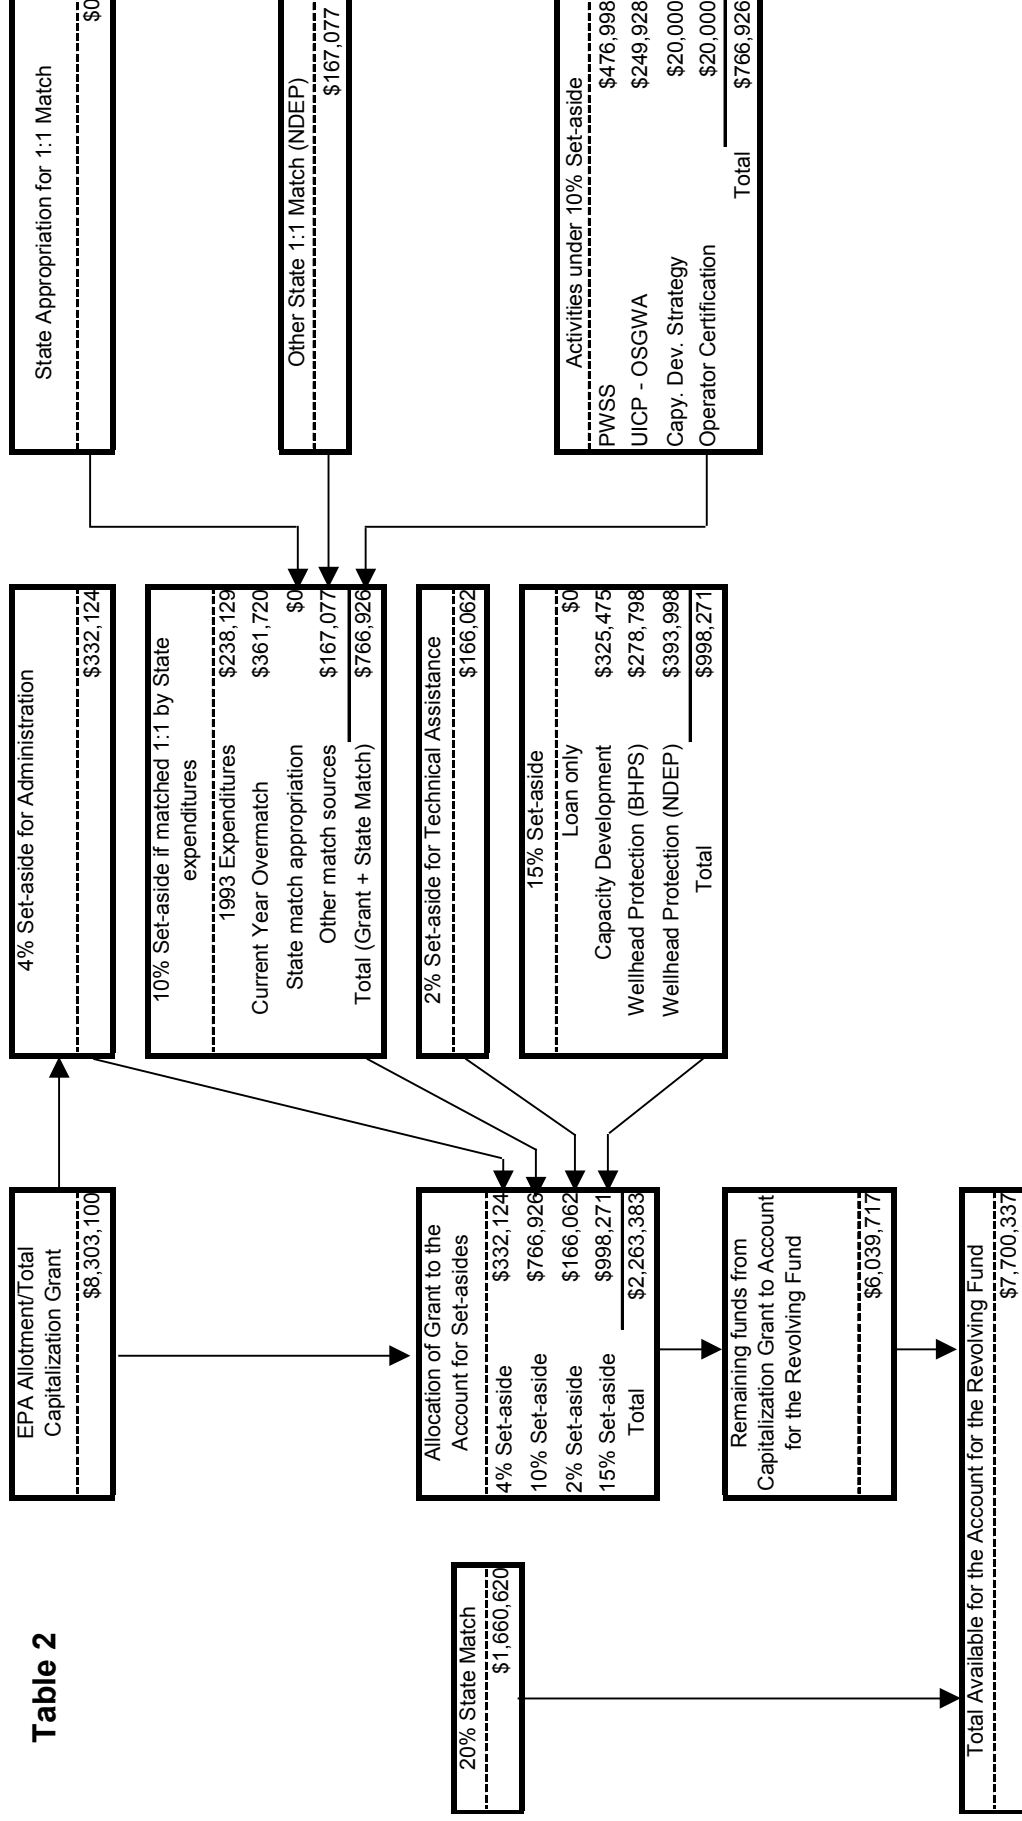 Table 2
EPA Allotment/Total
Capitalization Grant
$8,303,100
4% Set-aside for Administration
$332,124
State Appropriation for 1:1 Match
$0
10% Set-aside if matched 1:1 by State
expenditures
1993 Expenditures $238,129
Current Year Overmatch $361,720
State match appropriation $0
Other match sources $167,077
Total (Grant + State Match) $766,926
Other State 1:1 Match (NDEP)
$167,077
20% State Match
$1,660,620
Allocation of Grant to the
Account for Set-asides
4% Set-aside $332,124
10% Set-aside $766,926
2% Set-aside $166,062
15% Set-aside $998,271
Total $2,263,383
2% Set-aside for Technical Assistance
$166,062
15% Set-aside
Loan only $0
Capacity Development $325,475
Wellhead Protection (BHPS) $278,798
Wellhead Protection (NDEP) $393,998
Total $998,271
Activities under 10% Set-aside
PWSS $476,998
UICP - OSGWA $249,928
Capy. Dev. Strategy $20,000
Operator Certification $20,000
Total $766,926
Remaining funds from
Capitalization Grant to Account
for the Revolving Fund
$6,039,717
Total Available for the Account for the Revolving Fund
$7,700,337